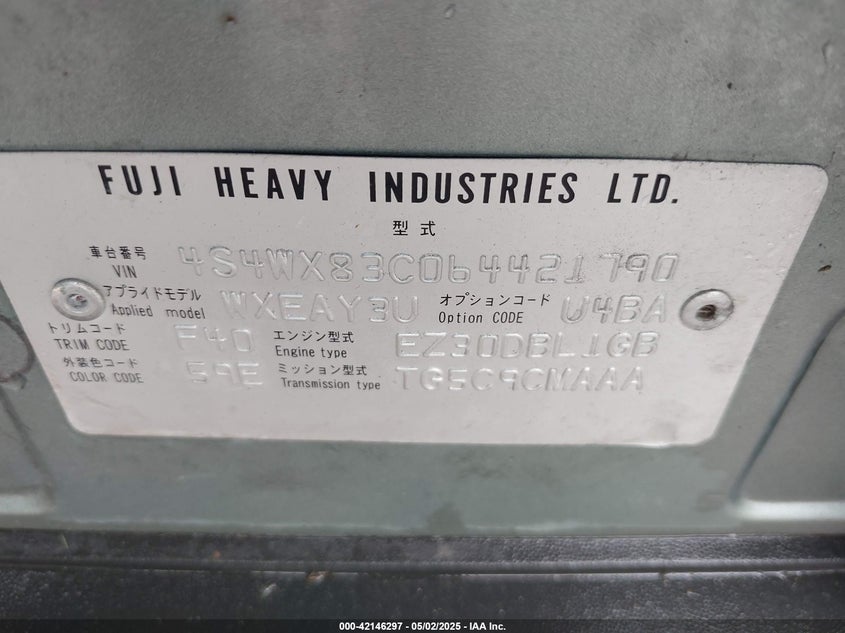 FUJI HEAVY INDUSTRIES LTD.
型式
車台番号 VIN 4S4WX83C064421790
アプライドモデル Applied model WXEAY3U オプションコード Option CODE U4BA
トリムコード TRIM CODE F40 エンジン型式 Engine type EZ30DBL1GB
外装色コード COLOR CODE 59E ミッション型式 Transmission type TG5C9CMAAA
000-42146297 - 05/02/2025 - IAA Inc.